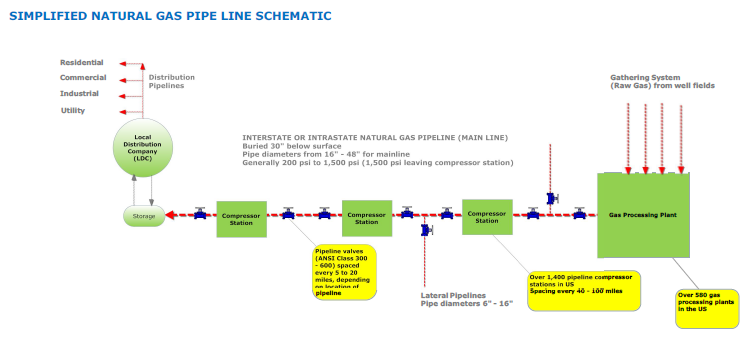 SIMPLIFIED NATURAL GAS PIPE LINE SCHEMATIC
Residential
Commercial
Industrial
Utility
Distribution
Pipelines
Gathering System
(Raw Gas) from well fields
Local
Distribution
Company
(LDC)
INTERSTATE OR INTRASTATE NATURAL GAS PIPELINE (MAIN LINE)
Buried 30" below surface
Pipe diameters from 16" - 48" for mainline
Generally 200 psi to 1,500 psi (1,500 psi leaving compressor station)
Storage
Compressor
Station
Compressor
Station
Compressor
Station
Gas Processing Plant
Pipeline valves
(ANSI Class 300
- 600) spaced
every 5 to 20
miles, depending
on location of
pipeline
Lateral Pipelines
Pipe diameters 6" - 16"
Over 1,400 pipeline compressor
stations in US
Spacing every 40 - 100 miles
Over 580 gas
processing plants
in the US